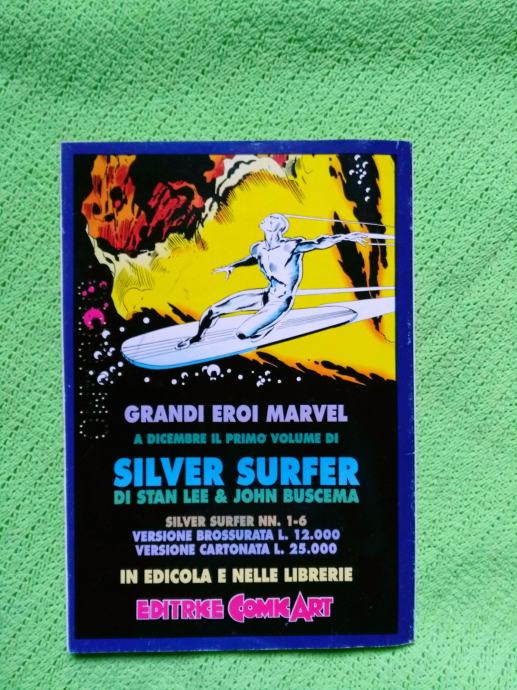 GRANDI EROI MARVEL
A DICEMBRE IL PRIMO VOLUME DI
SILVER SURFER
DI STAN LEE & JOHN BUSCEMA
SILVER SURFER NN. 1-6
VERSIONE BROSSURATA L. 12.000
VERSIONE CARTONATA L. 25.000
IN EDICOLA E NELLE LIBRERIE
EDITRICE COMIC ART